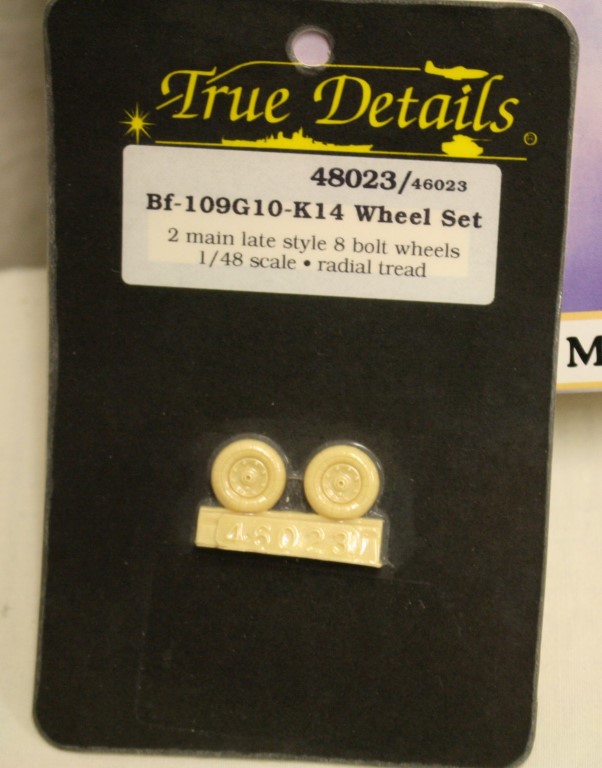 True Details
48023/46023
Bf-109G10-K14 Wheel Set
2 main late style 8 bolt wheels
1/48 scale • radial tread
M
46023